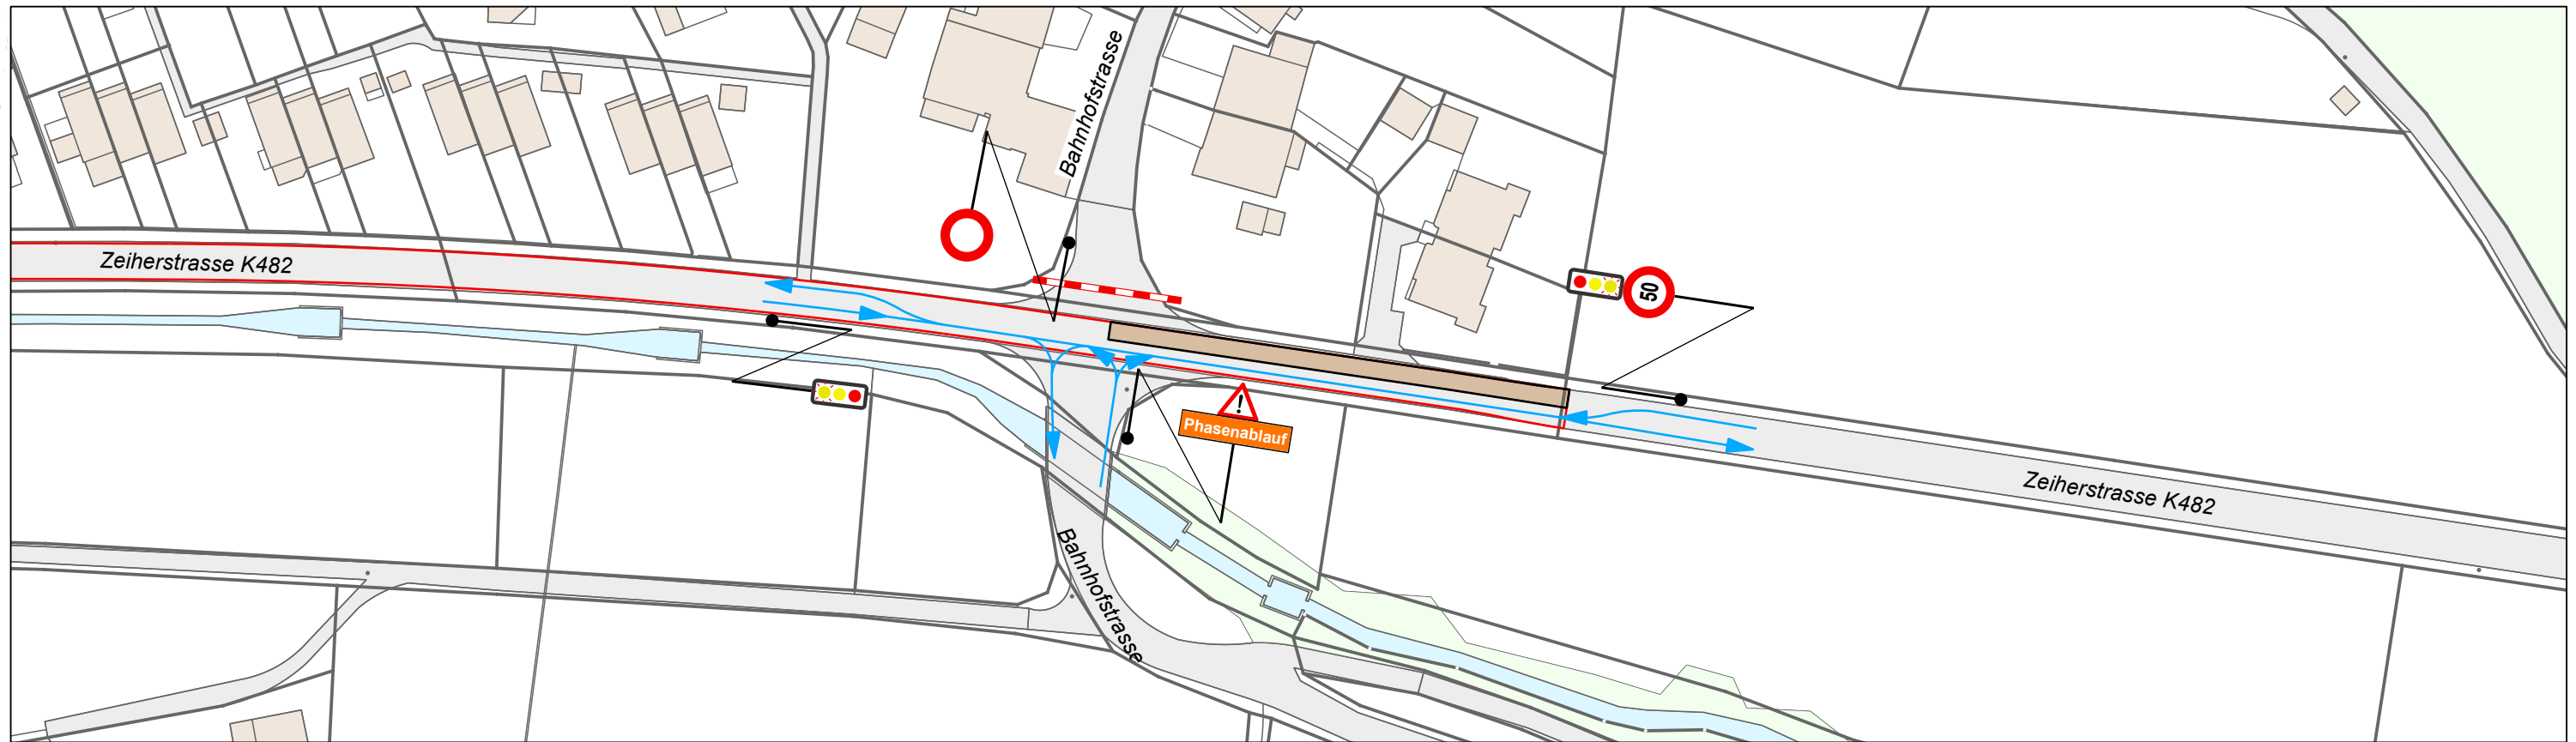 Bahnhofstrasse
Zeiherstrasse K482
50
!
Phasenablauf
Zeiherstrasse K482
Bahnhofstrasse